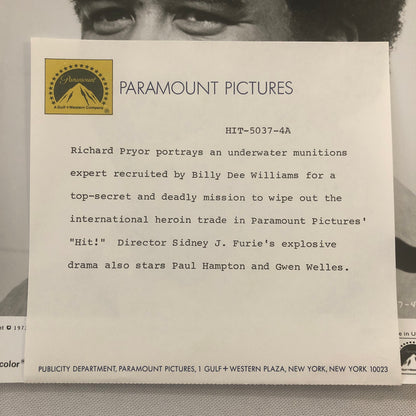 Paramount
A Gulf+Western Company
PARAMOUNT PICTURES
HIT-5037-4A
Richard Pryor portrays an underwater munitions
expert recruited by Billy Dee Williams for a
top-secret and deadly mission to wipe out the
international heroin trade in Paramount Pictures'
"Hit!" Director Sidney J. Furie's explosive
drama also stars Paul Hampton and Gwen Welles.
PUBLICITY DEPARTMENT, PARAMOUNT PICTURES, 1 GULF + WESTERN PLAZA, NEW YORK, NEW YORK 10023
color®